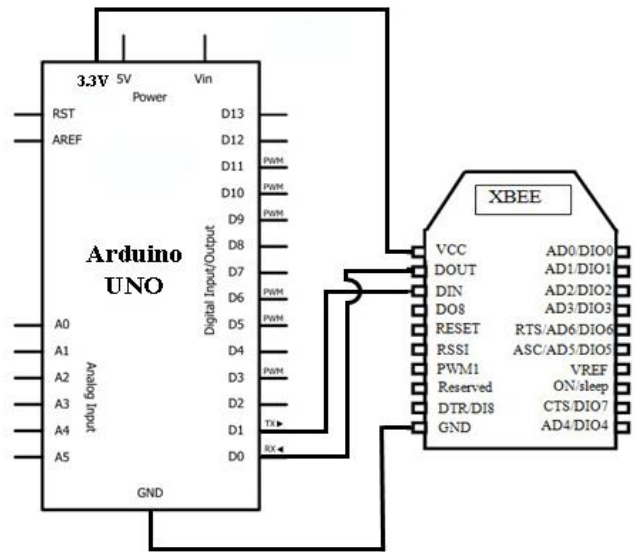 3.3V 5V Vin
Power
RST D13
AREF D12
D11 PWM
D10 PWM
D9 PWM
D8
Arduino
UNO
D7
D6 PWM
Digital Input/Output
A0 D5 PWM
A1 D4
A2 D3 PWM
A3 D2
A4 D1 TX▶
A5 D0 RX◀
Analog Input
GND
XBEE
VCC AD0/DIO0
DOUT AD1/DIO1
DIN AD2/DIO2
DO8 AD3/DIO3
RESET RTS/AD6/DIO6
RSSI ASC/AD5/DIO5
PWM1 VREF
Reserved ON/sleep
DTR/DI8 CTS/DIO7
GND AD4/DIO4